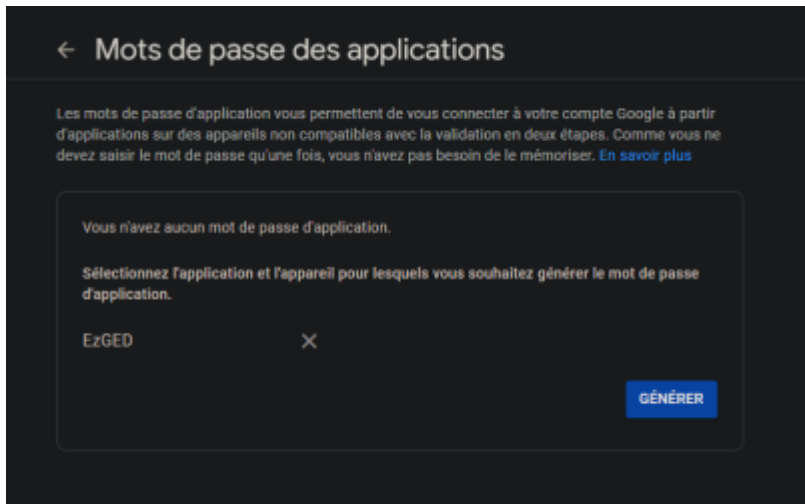 ← Mots de passe des applications
Les mots de passe d'application vous permettent de vous connecter à votre compte Google à partir
d'applications sur des appareils non compatibles avec la validation en deux étapes. Comme vous ne
devez saisir le mot de passe qu'une fois, vous n'avez pas besoin de le mémoriser. En savoir plus
Vous n'avez aucun mot de passe d'application.
Sélectionnez l'application et l'appareil pour lesquels vous souhaitez générer le mot de passe
d'application.
EzGED
GÉNÉRER